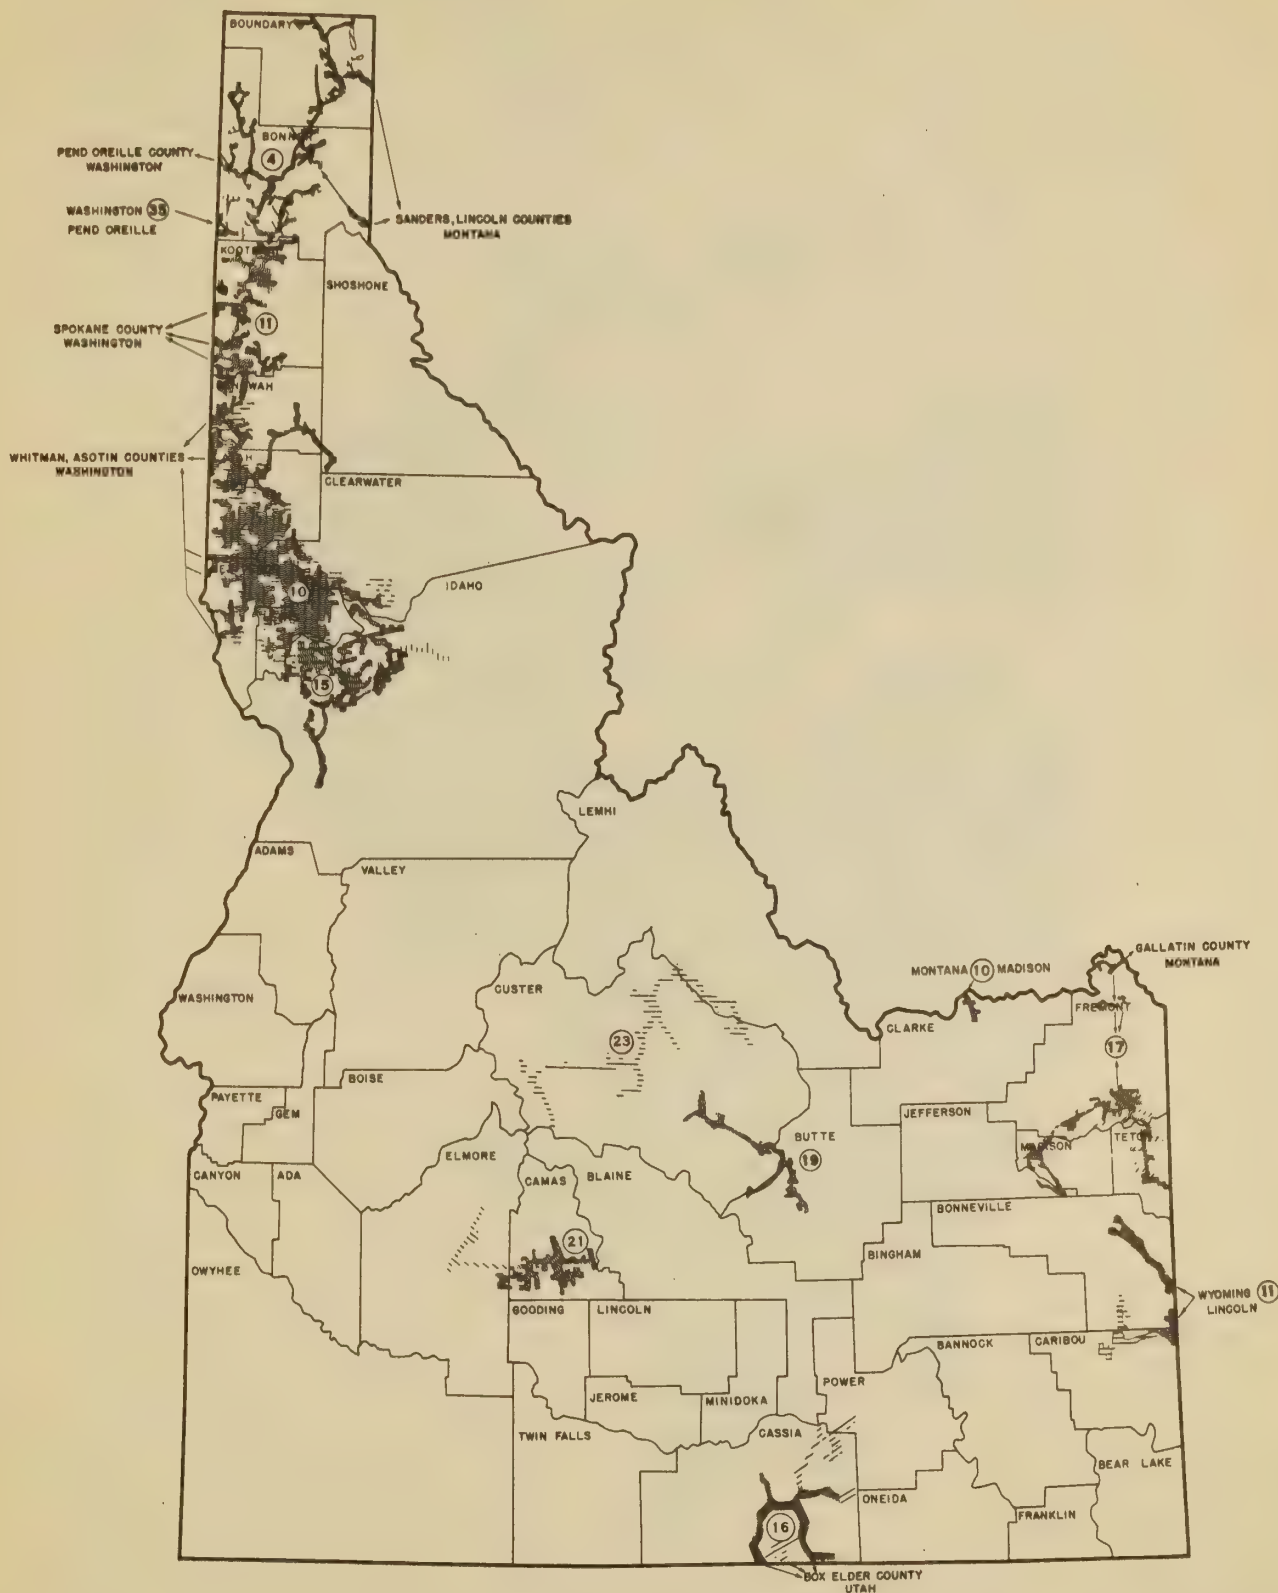 BOUNDARY
BONNER
4
PEND OREILLE COUNTY
WASHINGTON
WASHINGTON 35
PEND OREILLE
SANDERS, LINCOLN COUNTIES
MONTANA
SHOSHONE
11
SPOKANE COUNTY
WASHINGTON
WHITMAN, ASOTIN COUNTIES
WASHINGTON
CLEARWATER
IDAHO
10
15
LEMHI
ADAMS
VALLEY
GALLATIN COUNTY
MONTANA
MONTANA 10 MADISON
CUSTER
WASHINGTON
FREMONT
CLARKE
23
17
BOISE
PAYETTE
GEM
JEFFERSON
BUTTE
MADISON
TETON
ELMORE
19
CANYON
ADA
CAMAS
BLAINE
BONNEVILLE
21
BINGHAM
OWYHEE
WYOMING 11
LINCOLN
GOODING
LINCOLN
BANNOCK
CARIBOU
POWER
JEROME
MINIDOKA
TWIN FALLS
CASSIA
BEAR LAKE
ONEIDA
FRANKLIN
16
BOX ELDER COUNTY
UTAH